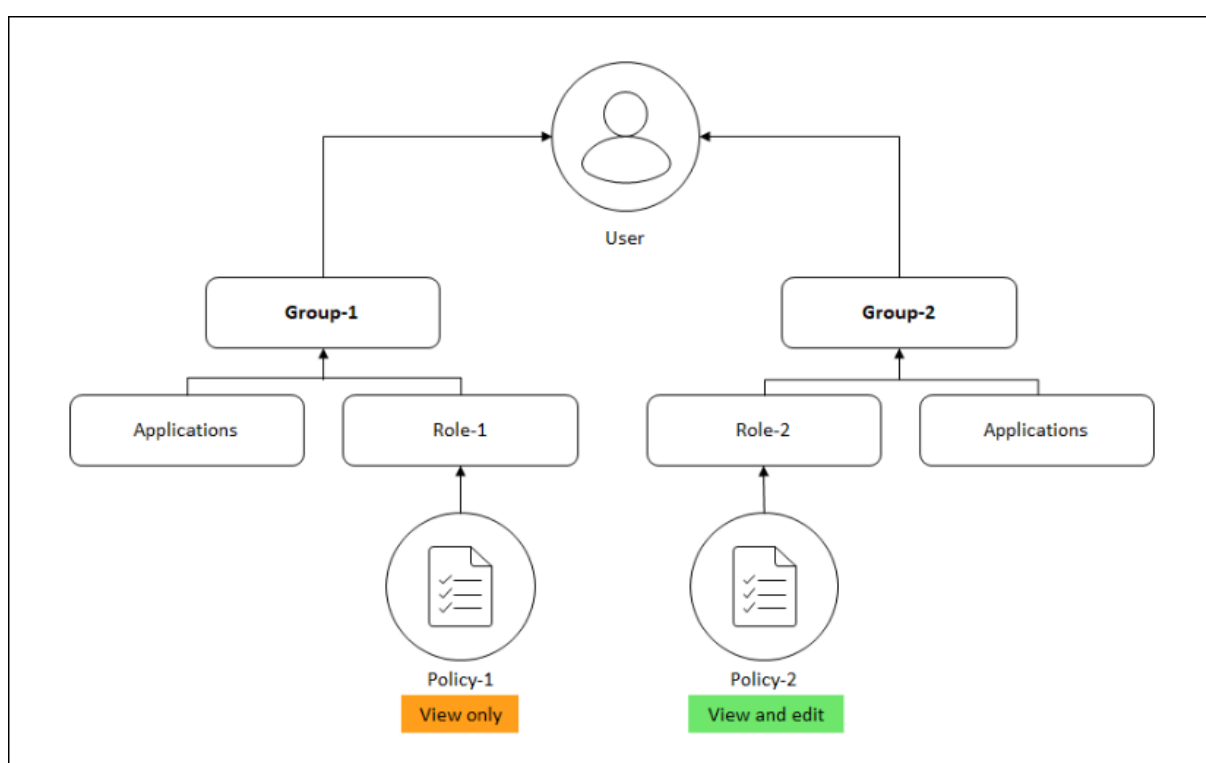 User
Group-1
Group-2
Applications
Role-1
Role-2
Applications
Policy-1
Policy-2
View only
View and edit